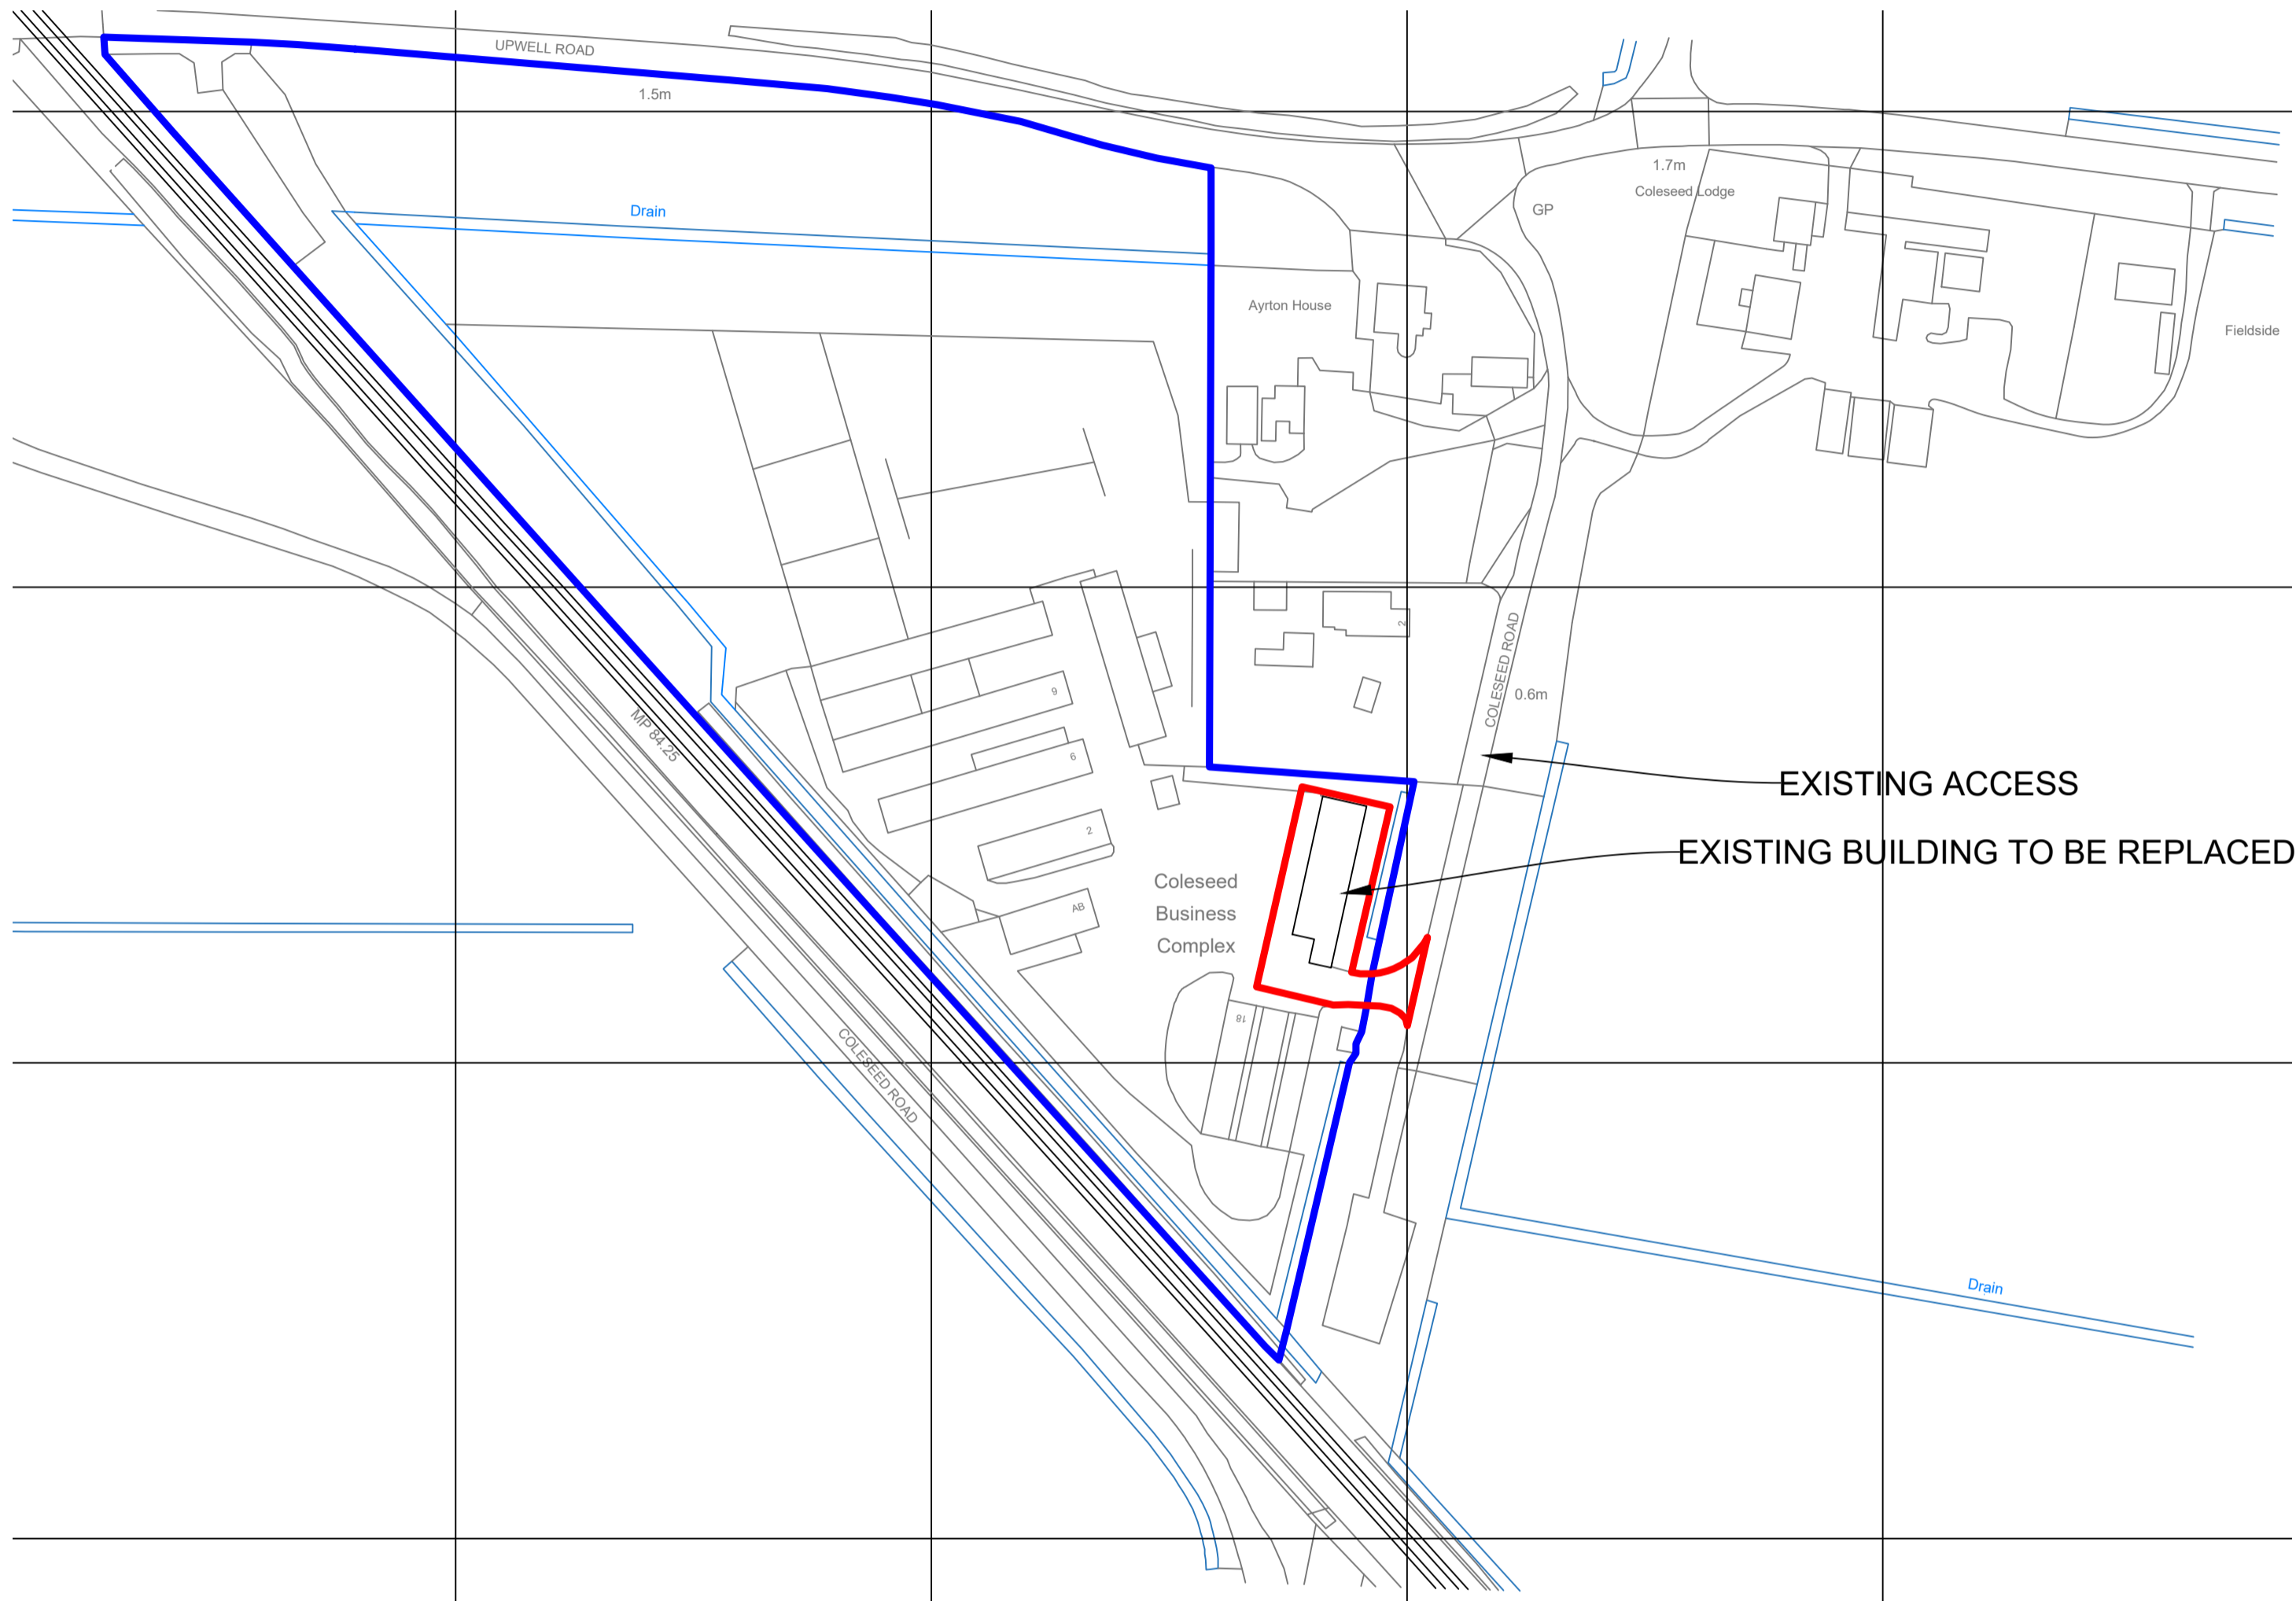 UPWELL ROAD
1.5m
1.7m
Coleseed Lodge
Drain
GP
Ayrton House
Fieldside
2
COLESEED ROAD
0.6m
9
MP 84.25
6
EXISTING ACCESS
2
EXISTING BUILDING TO BE REPLACED
Coleseed
Business
Complex
AB
18
COLESEED ROAD
Drain